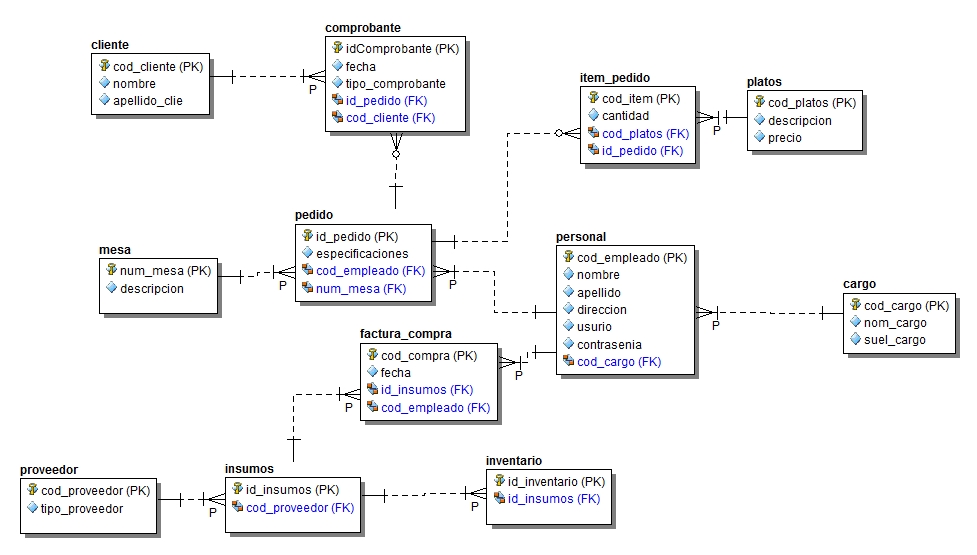 cliente
cod_cliente (PK)
nombre
apellido_clie
comprobante
idComprobante (PK)
fecha
tipo_comprobante
id_pedido (FK)
cod_cliente (FK)
P
item_pedido
cod_item (PK)
cantidad
cod_platos (FK)
id_pedido (FK)
P
platos
cod_platos (PK)
descripcion
precio
mesa
num_mesa (PK)
descripcion
P
pedido
id_pedido (PK)
especificaciones
cod_empleado (FK)
num_mesa (FK)
P
personal
cod_empleado (PK)
nombre
apellido
direccion
usurio
contrasenia
cod_cargo (FK)
P
cargo
cod_cargo (PK)
nom_cargo
suel_cargo
factura_compra
cod_compra (PK)
fecha
id_insumos (FK)
cod_empleado (FK)
P
P
proveedor
cod_proveedor (PK)
tipo_proveedor
P
insumos
id_insumos (PK)
cod_proveedor (FK)
P
inventario
id_inventario (PK)
id_insumos (FK)